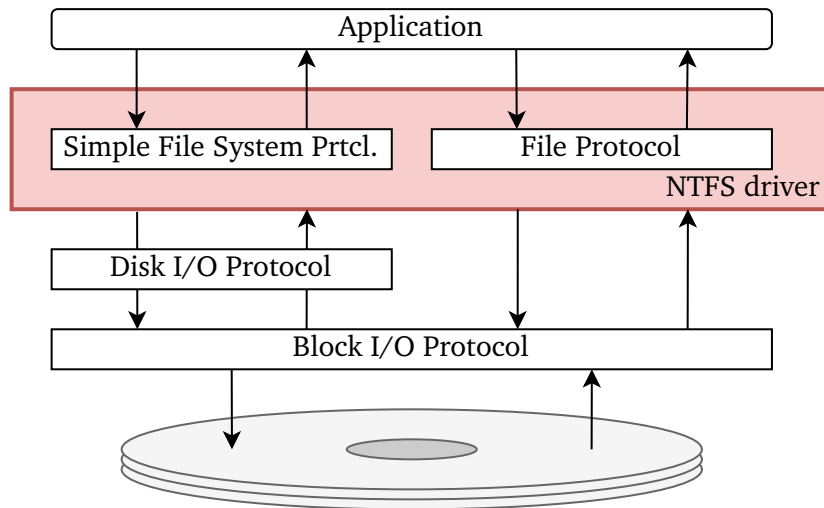 Application
Simple File System Prtcl.
File Protocol
NTFS driver
Disk I/O Protocol
Block I/O Protocol